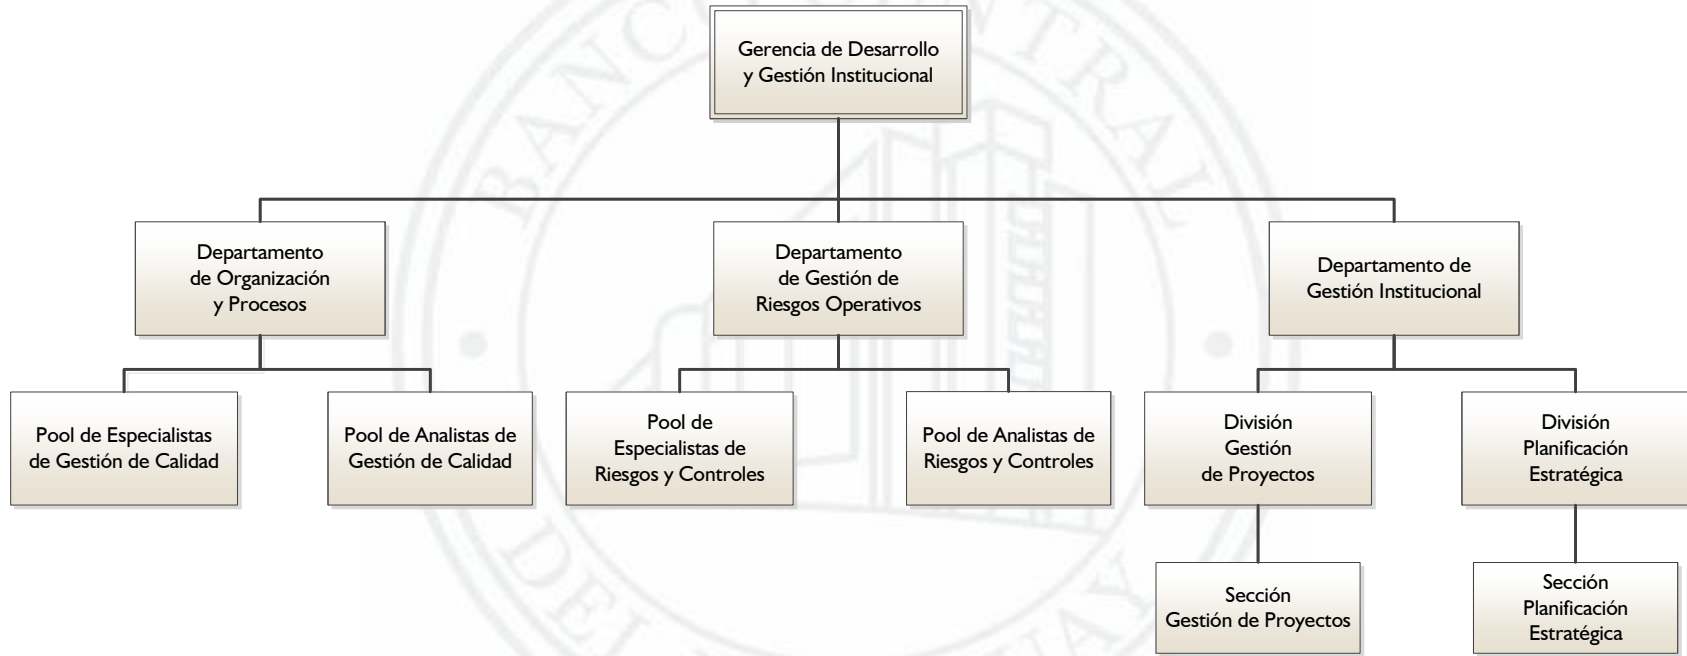 BANCO CENTRAL
Gerencia de Desarrollo
y Gestión Institucional
Departamento
de Organización
y Procesos
Departamento
de Gestión de
Riesgos Operativos
Departamento de
Gestión Institucional
Pool de Especialistas
de Gestión de Calidad
Pool de Analistas de
Gestión de Calidad
Pool de
Especialistas de
Riesgos y Controles
Pool de Analistas de
Riesgos y Controles
División
Gestión
de Proyectos
División
Planificación
Estratégica
Sección
Gestión de Proyectos
Sección
Planificación
Estratégica
DEL